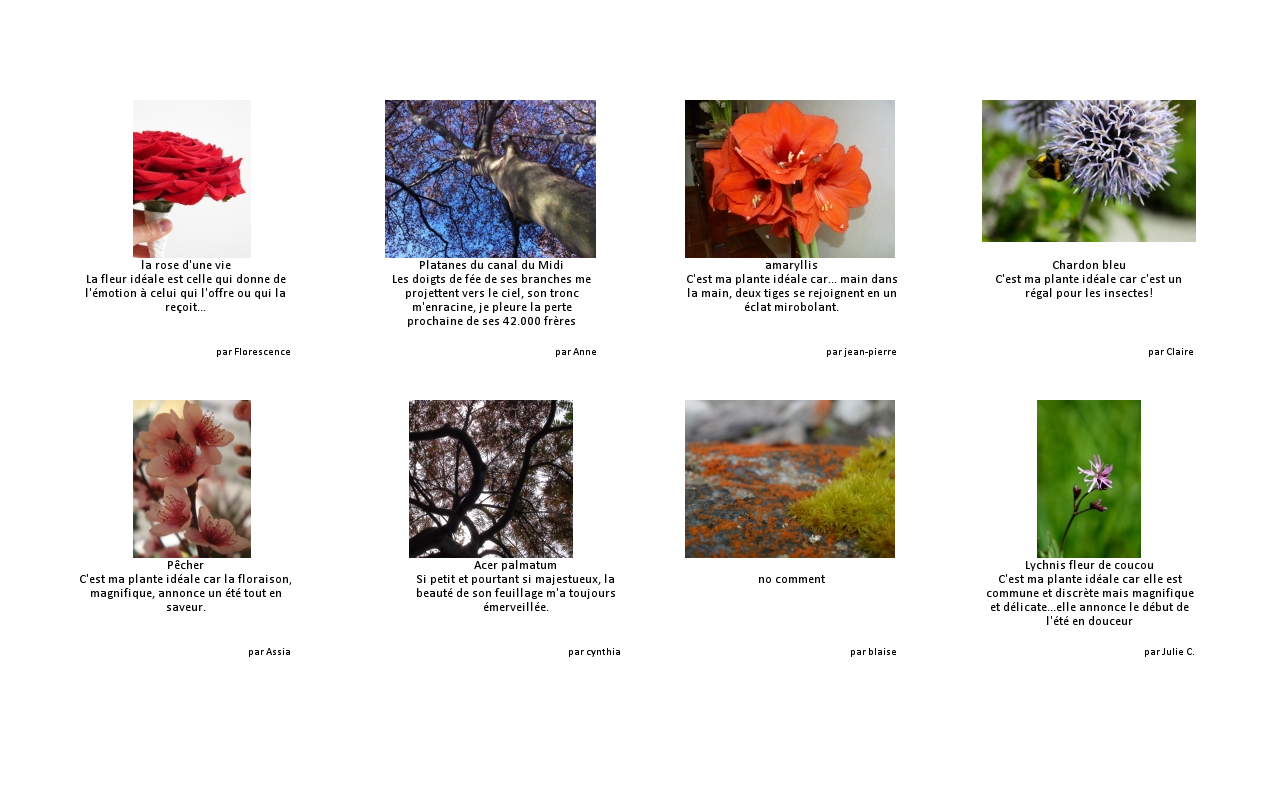 la rose d'une vie
La fleur idéale est celle qui donne de
l'émotion à celui qui l'offre ou qui la
reçoit...
par Florescence
Platanes du canal du Midi
Les doigts de fée de ses branches me
projettent vers le ciel, son tronc
m'enracine, je pleure la perte
prochaine de ses 42.000 frères
par Anne
amaryllis
C'est ma plante idéale car... main dans
la main, deux tiges se rejoignent en un
éclat mirobolant.
par jean-pierre
Chardon bleu
C'est ma plante idéale car c'est un
régal pour les insectes!
par Claire
Pêcher
C'est ma plante idéale car la floraison,
magnifique, annonce un été tout en
saveur.
par Assia
Acer palmatum
Si petit et pourtant si majestueux, la
beauté de son feuillage m'a toujours
émerveillée.
par cynthia
no comment
par blaise
Lychnis fleur de coucou
C'est ma plante idéale car elle est
commune et discrète mais magnifique
et délicate...elle annonce le début de
l'été en douceur
par Julie C.